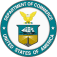 DEPARTMENT OF COMMERCE
UNITED STATES OF AMERICA